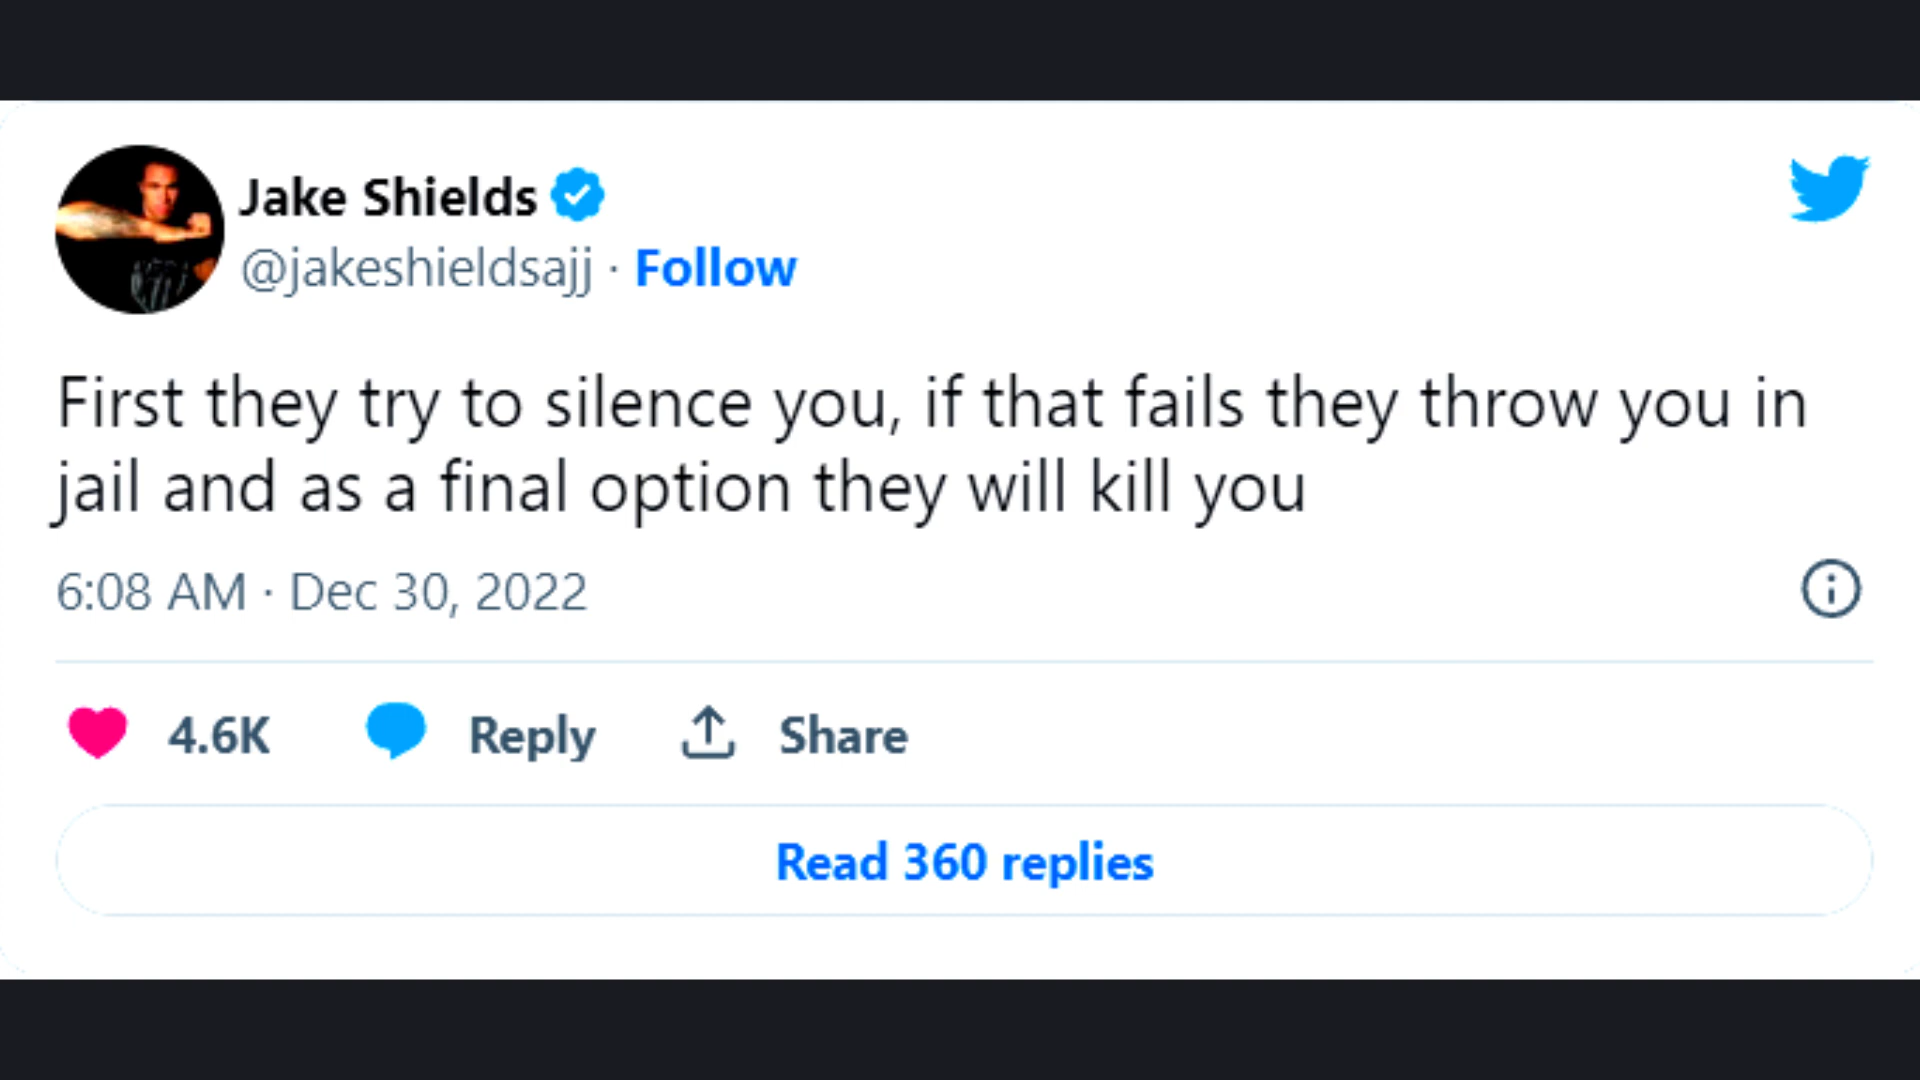 Jake Shields
@jakeshieldsajj · Follow
First they try to silence you, if that fails they throw you in
jail and as a final option they will kill you
6:08 AM · Dec 30, 2022
4.6K Reply Share
Read 360 replies